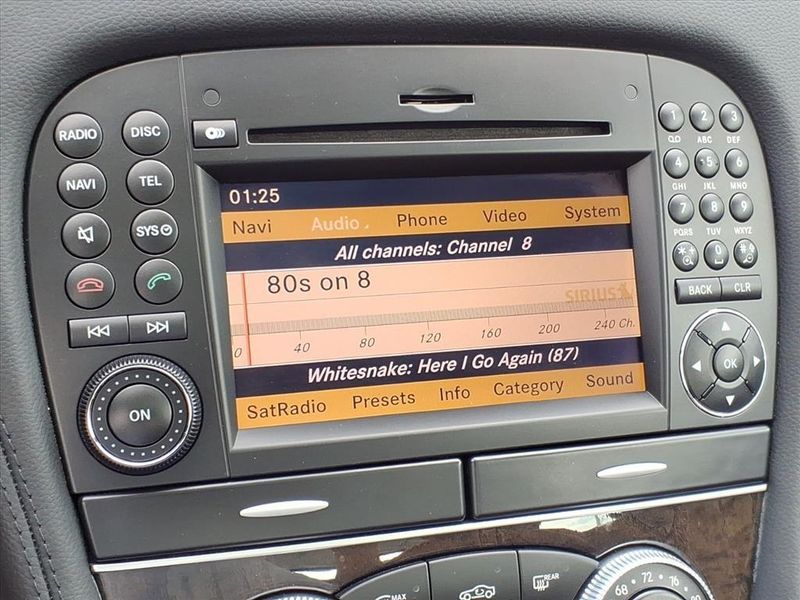 RADIO DISC
NAVI TEL
SYS
ON
01:25
Navi Audio Phone Video System
All channels: Channel 8
80s on 8
SIRIUS
0 40 80 120 160 200 240 Ch.
Whitesnake: Here I Go Again (87)
SatRadio Presets Info Category Sound
1 2 3
ABC DEF
4 5 6
GHI JKL MNO
7 8 9
PQRS TUV WXYZ
* 0 #
BACK CLR
OK
MAX
REAR
68 72 76